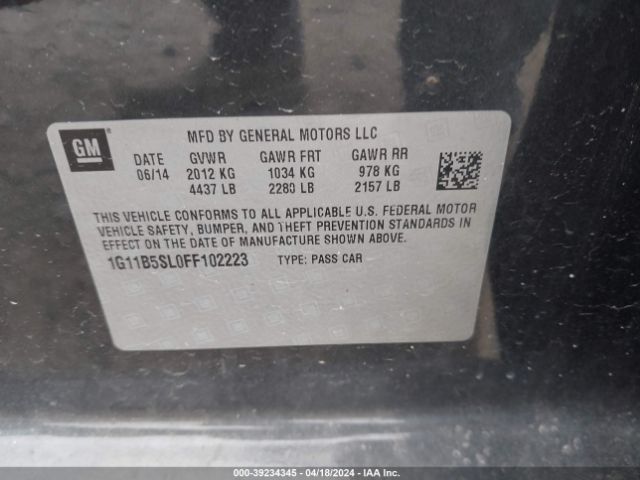 GM ®
MFD BY GENERAL MOTORS LLC
DATE GVWR GAWR FRT GAWR RR
06/14 2012 KG 1034 KG 978 KG
4437 LB 2280 LB 2157 LB
THIS VEHICLE CONFORMS TO ALL APPLICABLE U.S. FEDERAL MOTOR
VEHICLE SAFETY, BUMPER, AND THEFT PREVENTION STANDARDS IN
EFFECT ON THE DATE OF MANUFACTURE SHOWN ABOVE.
1G11B5SL0FF102223 TYPE: PASS CAR
000-39234345 - 04/18/2024 - IAA Inc.